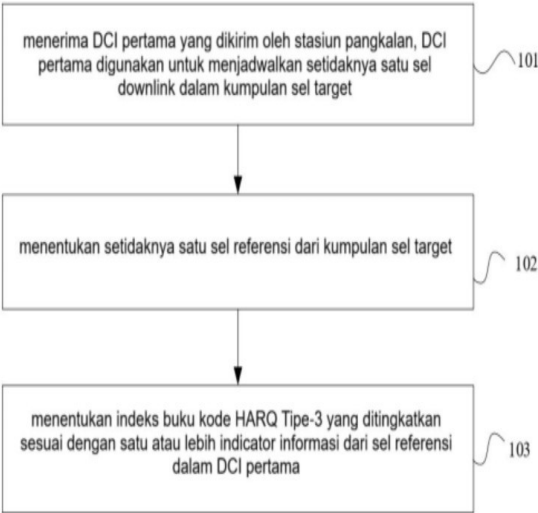 menerima DCI pertama yang dikirim oleh stasiun pangkalan, DCI
pertama digunakan untuk menjadwalkan setidaknya satu sel
downlink dalam kumpulan sel target
101
menentukan setidaknya satu sel referensi dari kumpulan sel target
102
menentukan indeks buku kode HARQ Tipe-3 yang ditingkatkan
sesuai dengan satu atau lebih indicator informasi dari sel referensi
dalam DCI pertama
103